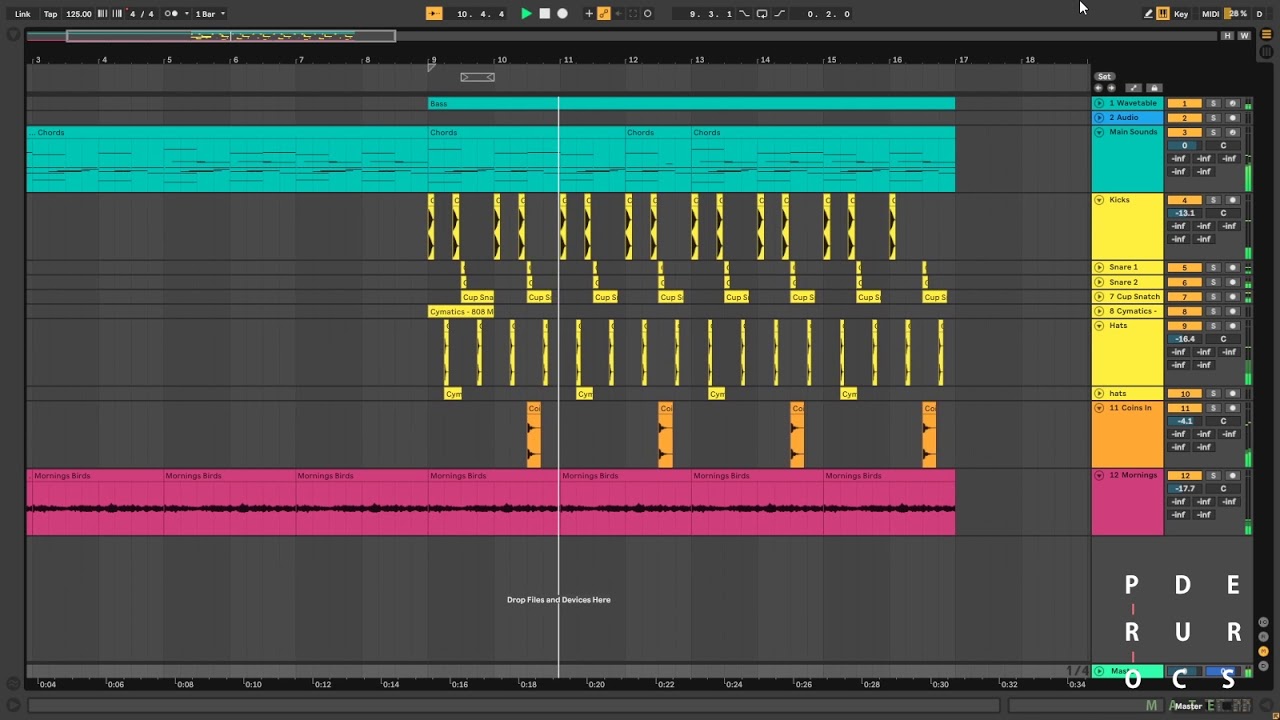 Link Tap 125.00 4 / 4 1 Bar 10. 4. 4 9. 3. 1 0. 2. 0 Key MIDI 28 % D
H W
3 4 5 6 7 8 9 10 11 12 13 14 15 16 17 18
Set
Bass 1 Wavetable 1 S
2 Audio 2 S
... Chords Chords Chords Chords Main Sounds 3 S
0 C
-inf -inf -inf
-inf -inf
Kicks 4 S
-13.1 C
-inf -inf -inf
-inf -inf
Snare 1 5 S
Snare 2 6 S
Cup Sna Cup S Cup S Cup Sn Cup S Cup S Cup S Cup S 7 Cup Snatch 7 S
Cymatics - 808 M 8 Cymatics - 8 S
Hats 9 S
-16.4 C
-inf -inf -inf
-inf -inf
Cym Cym Cym Cym hats 10 S
Coi Coi Coi Coi 11 Coins In 11 S
-4.1 C
-inf -inf -inf
-inf -inf
Mornings Birds Mornings Birds Mornings Birds Mornings Birds Mornings Birds Mornings Birds Mornings Birds 12 Mornings 12 S
-17.7 C
-inf -inf -inf
-inf -inf
P D E
Drop Files and Devices Here
R U R
1/4
O C S
0:04 0:06 0:08 0:10 0:12 0:14 0:16 0:18 0:20 0:22 0:24 0:26 0:28 0:30 0:32 0:34
Master